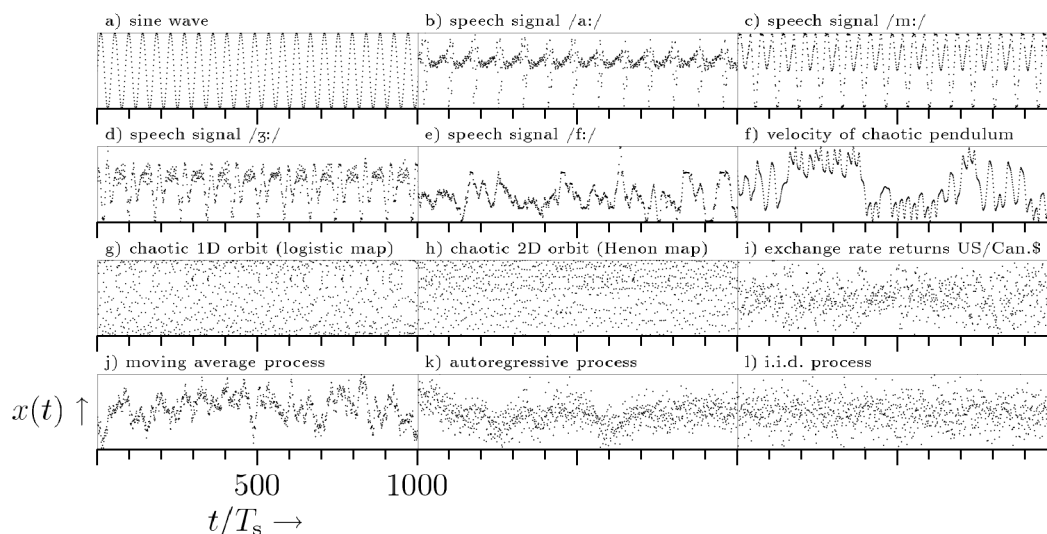 a) sine wave
b) speech signal /a:/
c) speech signal /m:/
d) speech signal /ʒ:/
e) speech signal /f:/
f) velocity of chaotic pendulum
g) chaotic 1D orbit (logistic map)
h) chaotic 2D orbit (Henon map)
i) exchange rate returns US/Can.$
j) moving average process
k) autoregressive process
l) i.i.d. process
x(t) ↑
500
1000
t/Tₛ →